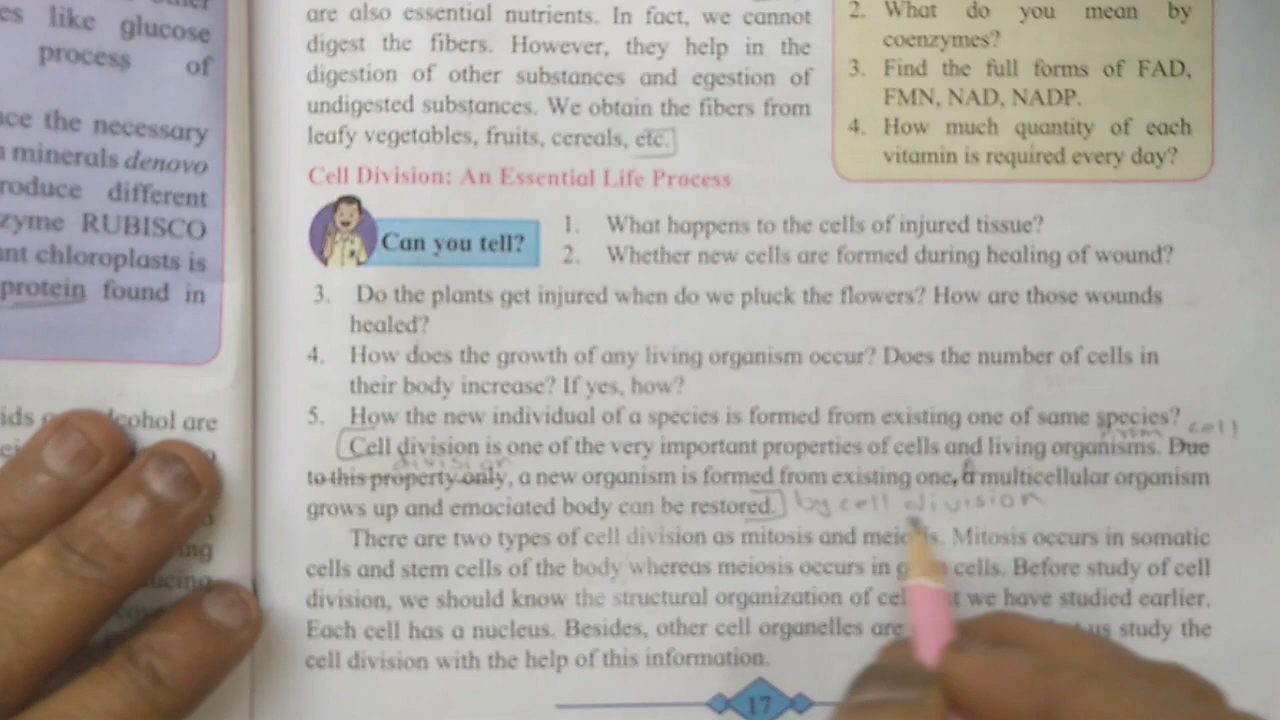 es like glucose
process of
ce the necessary
minerals denovo
roduce different
zyme RUBISCO
ant chloroplasts is
protein found in
cohol are
are also essential nutrients. In fact, we cannot
digest the fibers. However, they help in the
digestion of other substances and egestion of
undigested substances. We obtain the fibers from
leafy vegetables, fruits, cereals, etc.
2. What do you mean by
coenzymes?
3. Find the full forms of FAD,
FMN, NAD, NADP.
4. How much quantity of each
vitamin is required every day?
Cell Division: An Essential Life Process
Can you tell?
1. What happens to the cells of injured tissue?
2. Whether new cells are formed during healing of wound?
3. Do the plants get injured when do we pluck the flowers? How are those wounds
healed?
4. How does the growth of any living organism occur? Does the number of cells in
their body increase? If yes, how?
5. How the new individual of a species is formed from existing one of same species?
from cell
Cell division is one of the very important properties of cells and living organisms. Due
division
to this property only, a new organism is formed from existing one, a multicellular organism
grows up and emaciated body can be restored. by cell division
There are two types of cell division as mitosis and Mitosis occurs in somatic
cells and stem cells of the body whereas meiosis occurs in cells. Before study of cell
division, we should know the structural organization of we have studied earlier.
Each cell has a nucleus. Besides, other cell organelles are us study the
cell division with the help of this information.
17